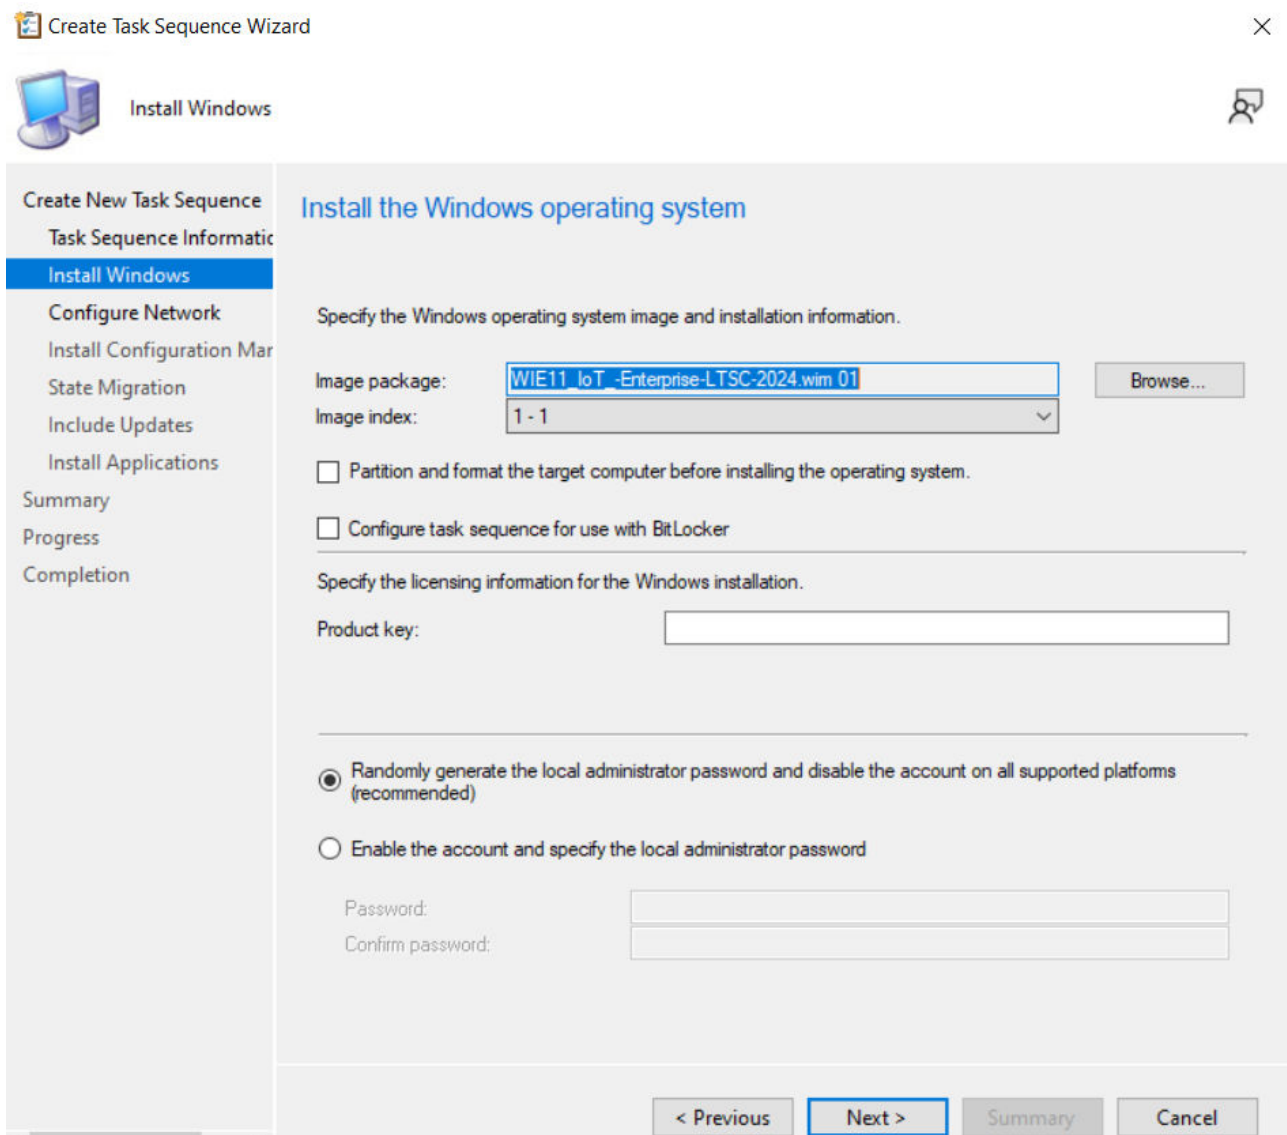 Create Task Sequence Wizard
Install Windows
Create New Task Sequence
Task Sequence Informatic
Install Windows
Configure Network
Install Configuration Mar
State Migration
Include Updates
Install Applications
Summary
Progress
Completion
Install the Windows operating system
Specify the Windows operating system image and installation information.
Image package: WIE11_IoT_-Enterprise-LTSC-2024.wim 01 Browse...
Image index: 1 - 1
Partition and format the target computer before installing the operating system.
Configure task sequence for use with BitLocker
Specify the licensing information for the Windows installation.
Product key:
Randomly generate the local administrator password and disable the account on all supported platforms
(recommended)
Enable the account and specify the local administrator password
Password:
Confirm password:
< Previous Next > Summary Cancel